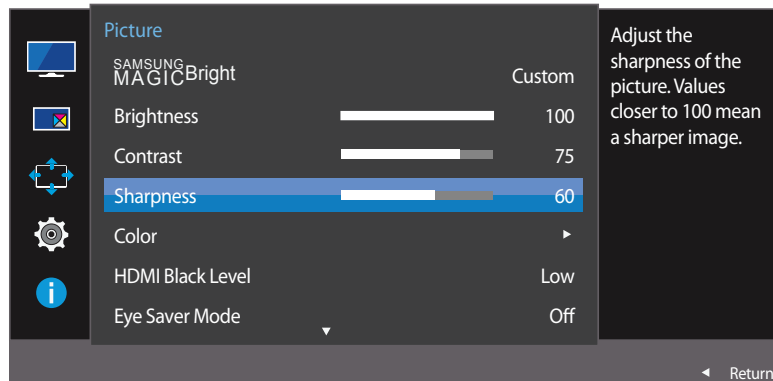 Picture
SAMSUNG
MAGICBright Custom
Brightness 100
Contrast 75
Sharpness 60
Color
HDMI Black Level Low
Eye Saver Mode Off
Adjust the
sharpness of the
picture. Values
closer to 100 mean
a sharper image.
Return